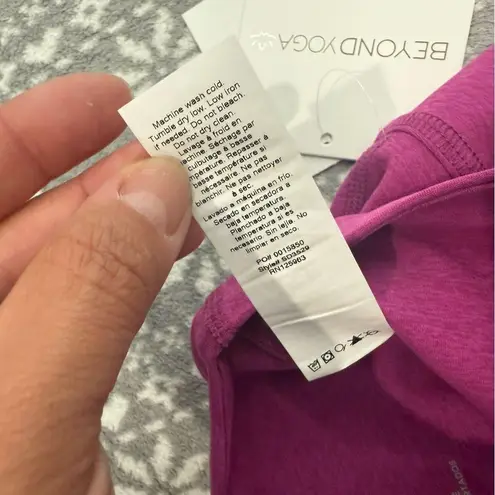 BEYOND YOGA
Machine wash cold.
Tumble dry low. Low iron
if needed. Do not bleach.
Do not dry clean.
Lavage à froid en
machine. Séchage par
culbutage à basse
température. Repasser à
basse température si
nécessaire. Ne pas
blanchir. Ne pas nettoyer
à sec.
Lavado a máquina en frío.
Secado en secadora a
baja temperatura.
Planchado a baja
temperatura si es
necesario. Sin lejía. No
limpier en seco.
PO# 0015850
Style# SD3529
RN125963